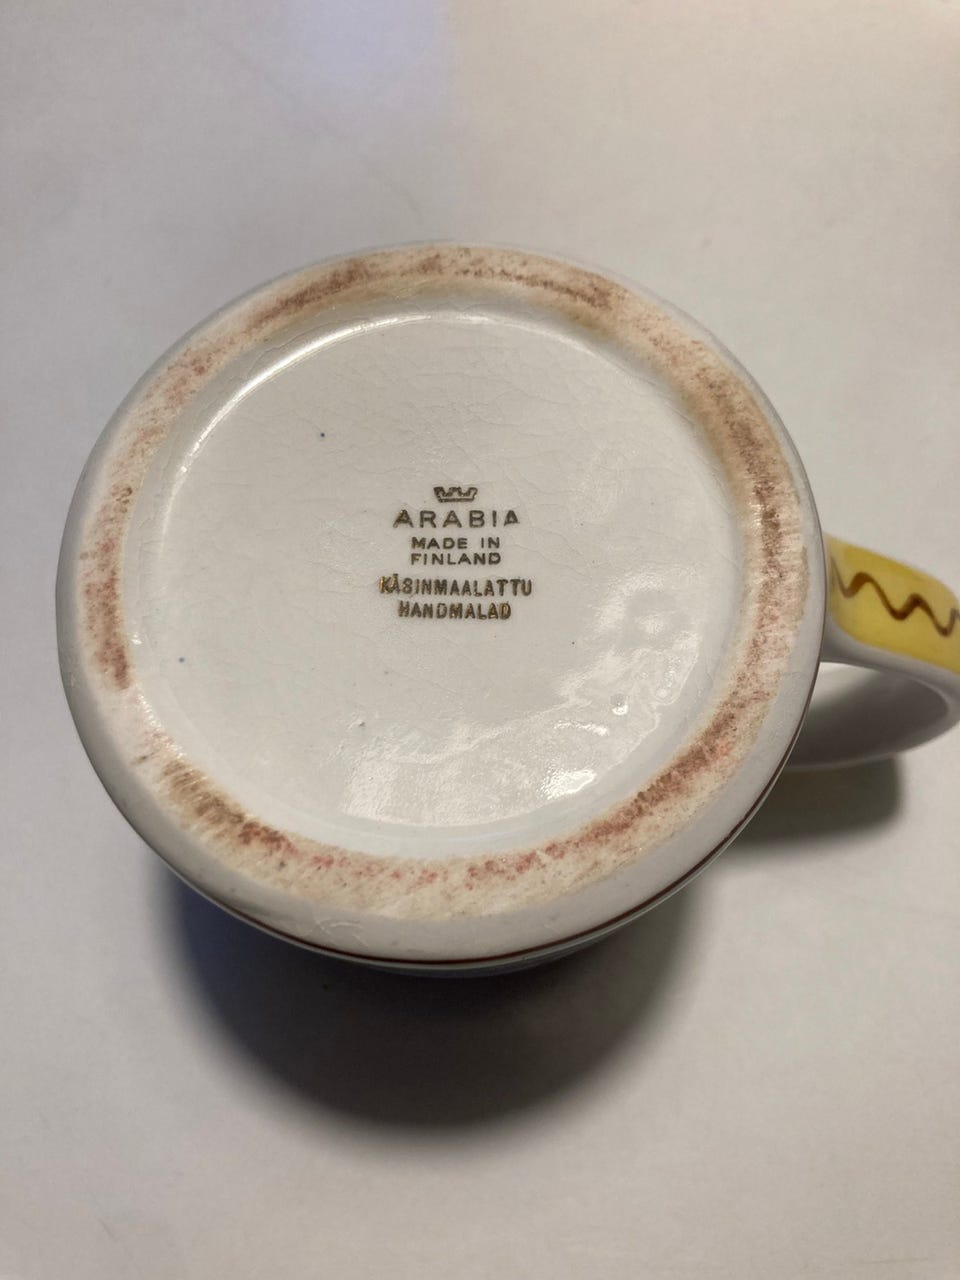 ARABIA
MADE IN
FINLAND
KÄSINMAALATTU
HANDMALAD